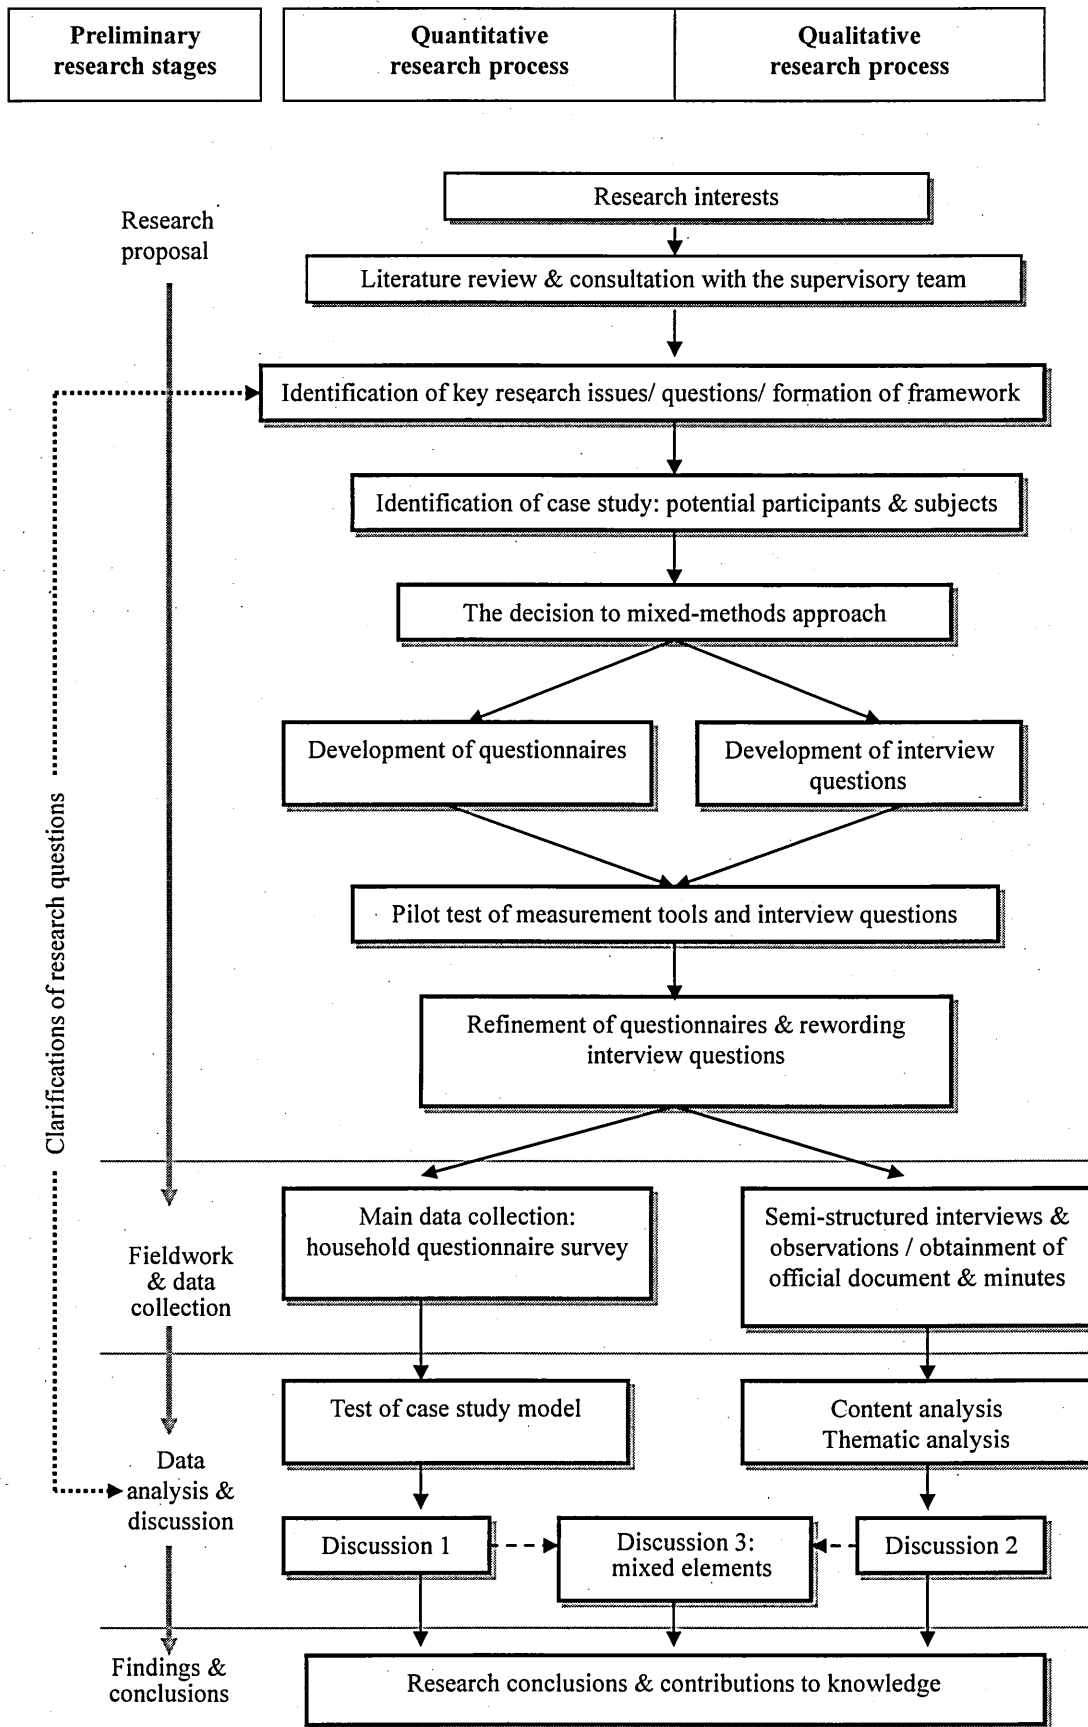 Preliminary
research stages
Quantitative
research process
Qualitative
research process
Research
proposal
Research interests
Literature review & consultation with the supervisory team
Identification of key research issues/ questions/ formation of framework
Identification of case study: potential participants & subjects
The decision to mixed-methods approach
Development of questionnaires
Development of interview
questions
Pilot test of measurement tools and interview questions
Refinement of questionnaires & rewording
interview questions
Clarifications of research questions
Fieldwork
& data
collection
Main data collection:
household questionnaire survey
Semi-structured interviews &
observations / obtainment of
official document & minutes
Data
analysis &
discussion
Test of case study model
Content analysis
Thematic analysis
Discussion 1
Discussion 3:
mixed elements
Discussion 2
Findings &
conclusions
Research conclusions & contributions to knowledge